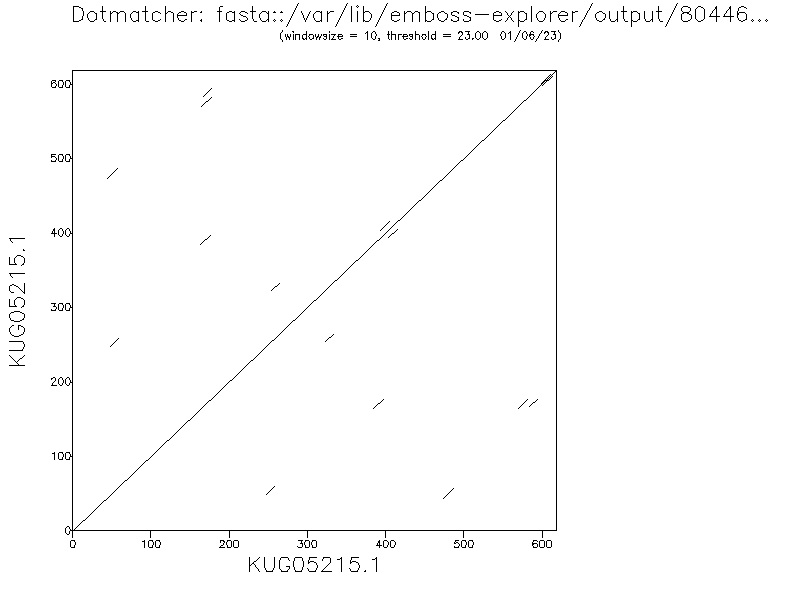 Dotmatcher: fasta::/var/lib/emboss-explorer/output/80446...
(windowsize = 10, threshold = 23.00 01/06/23)
600
500
400
300
200
100
0
KUG05215.1
0 100 200 300 400 500 600
KUG05215.1